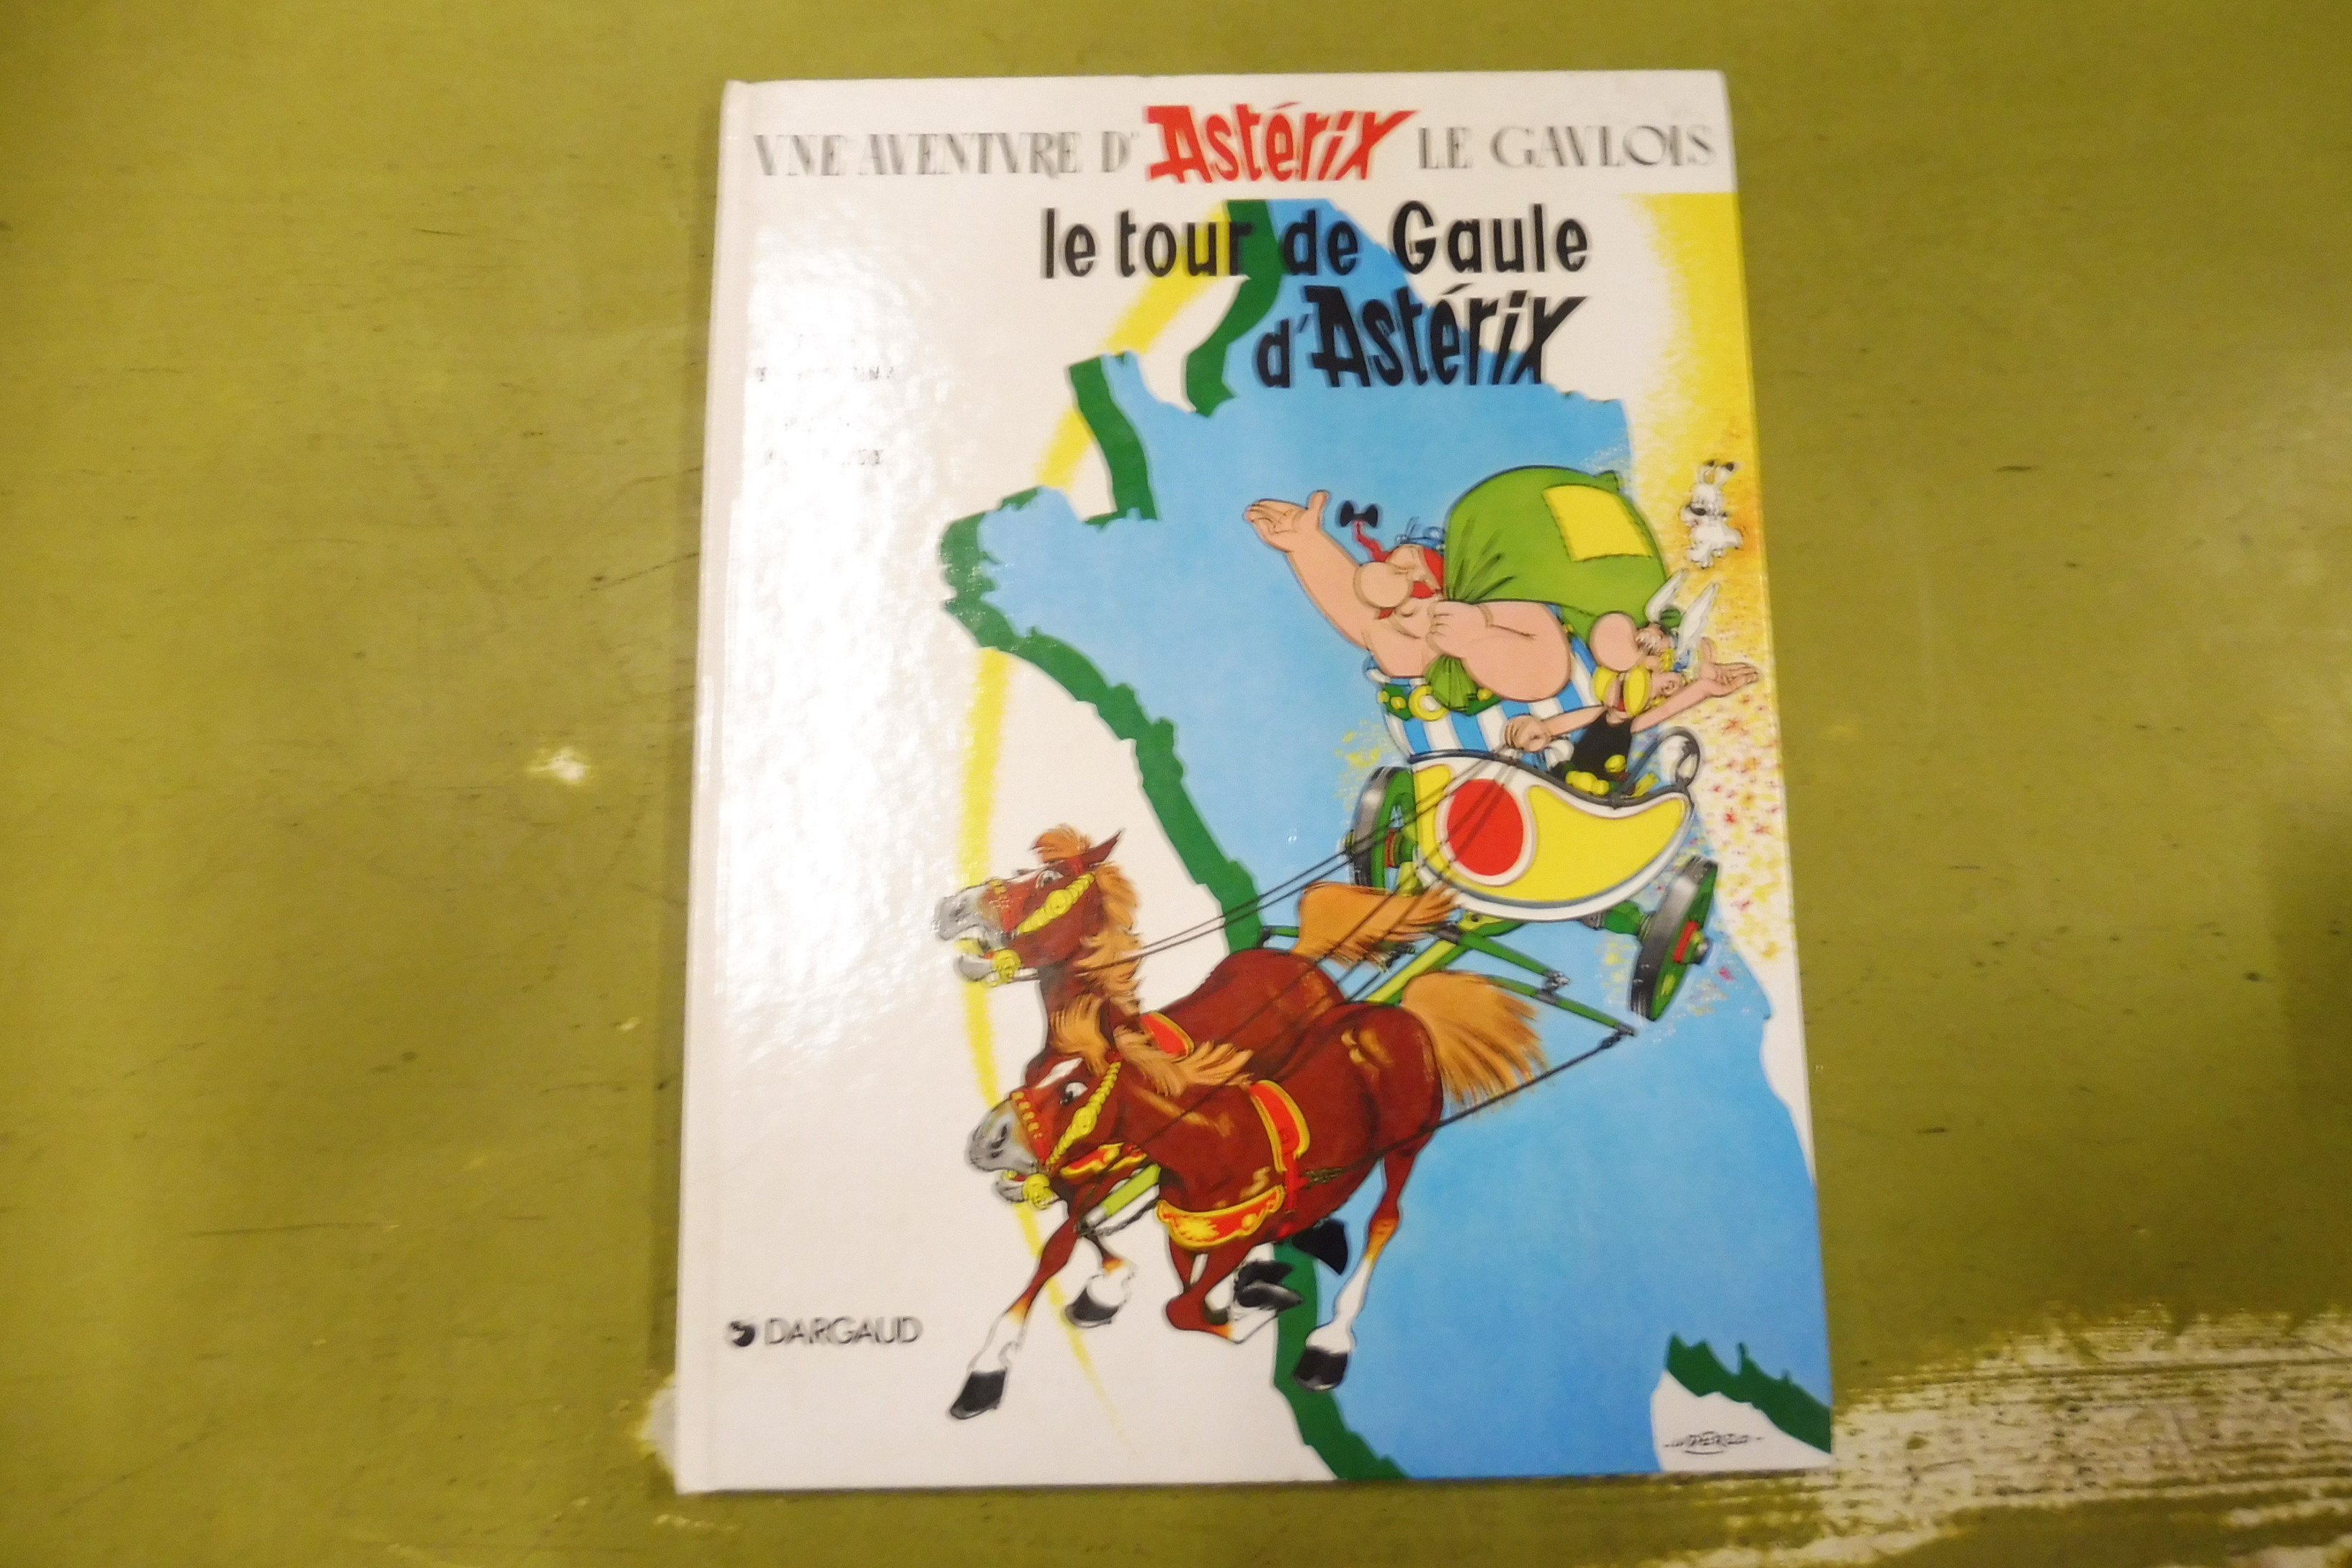 VNE AVENTVRE D'Astérix LE GAVLOIS
le tour de Gaule
d'Astérix
DARGAUD